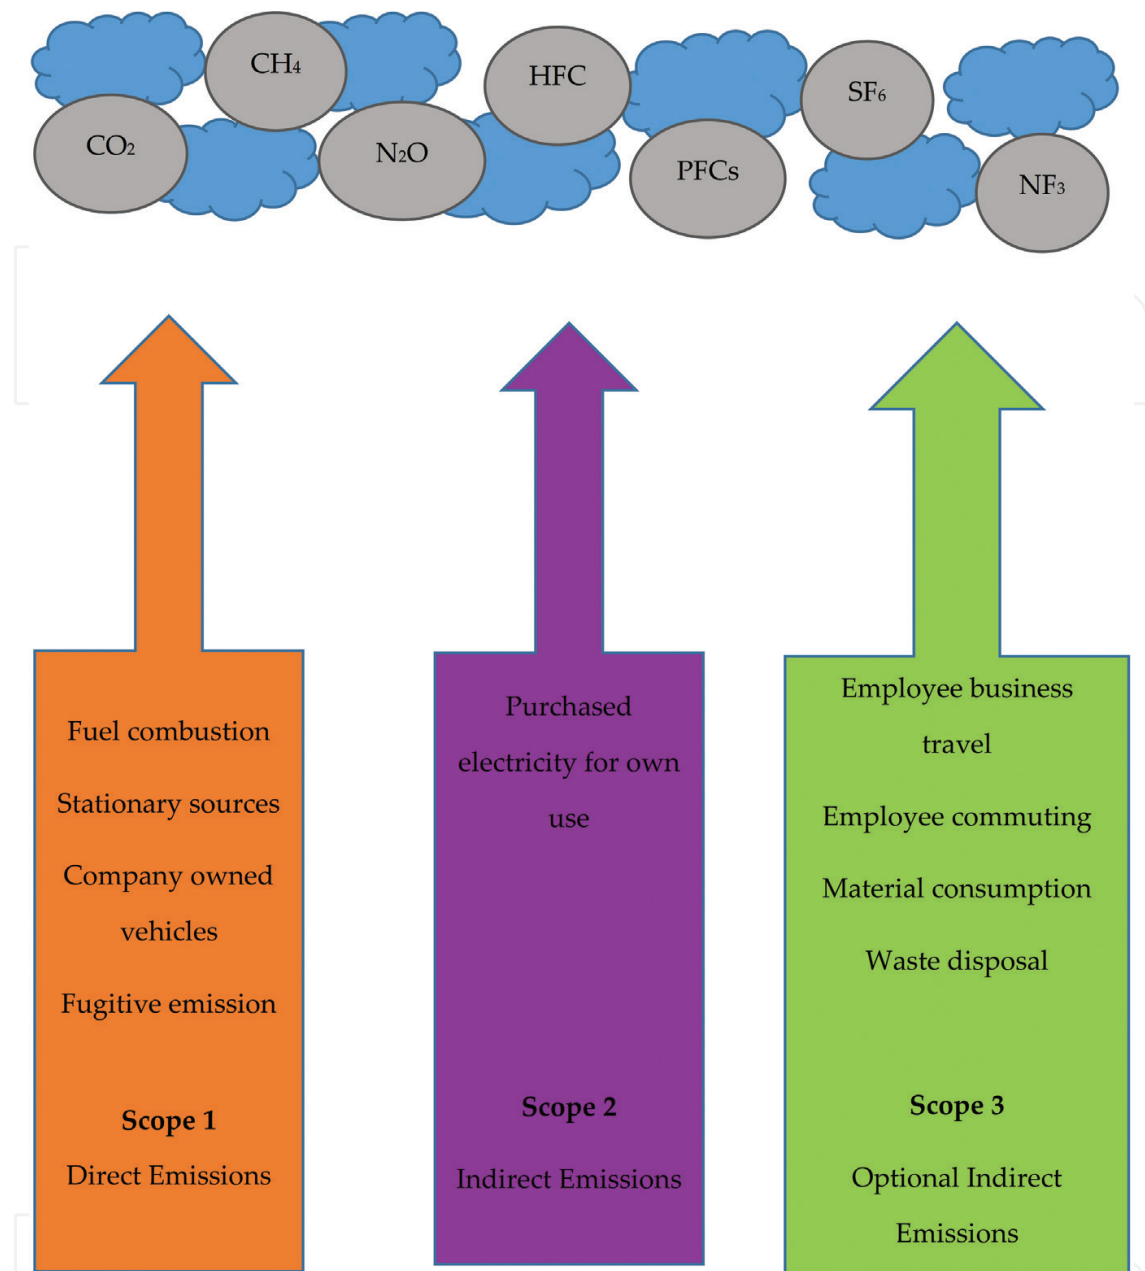 CH₄
HFC
SF₆
CO₂
N₂O
PFCs
NF₃
Fuel combustion
Stationary sources
Company owned
vehicles
Fugitive emission
Scope 1
Direct Emissions
Purchased
electricity for own
use
Scope 2
Indirect Emissions
Employee business
travel
Employee commuting
Material consumption
Waste disposal
Scope 3
Optional Indirect
Emissions